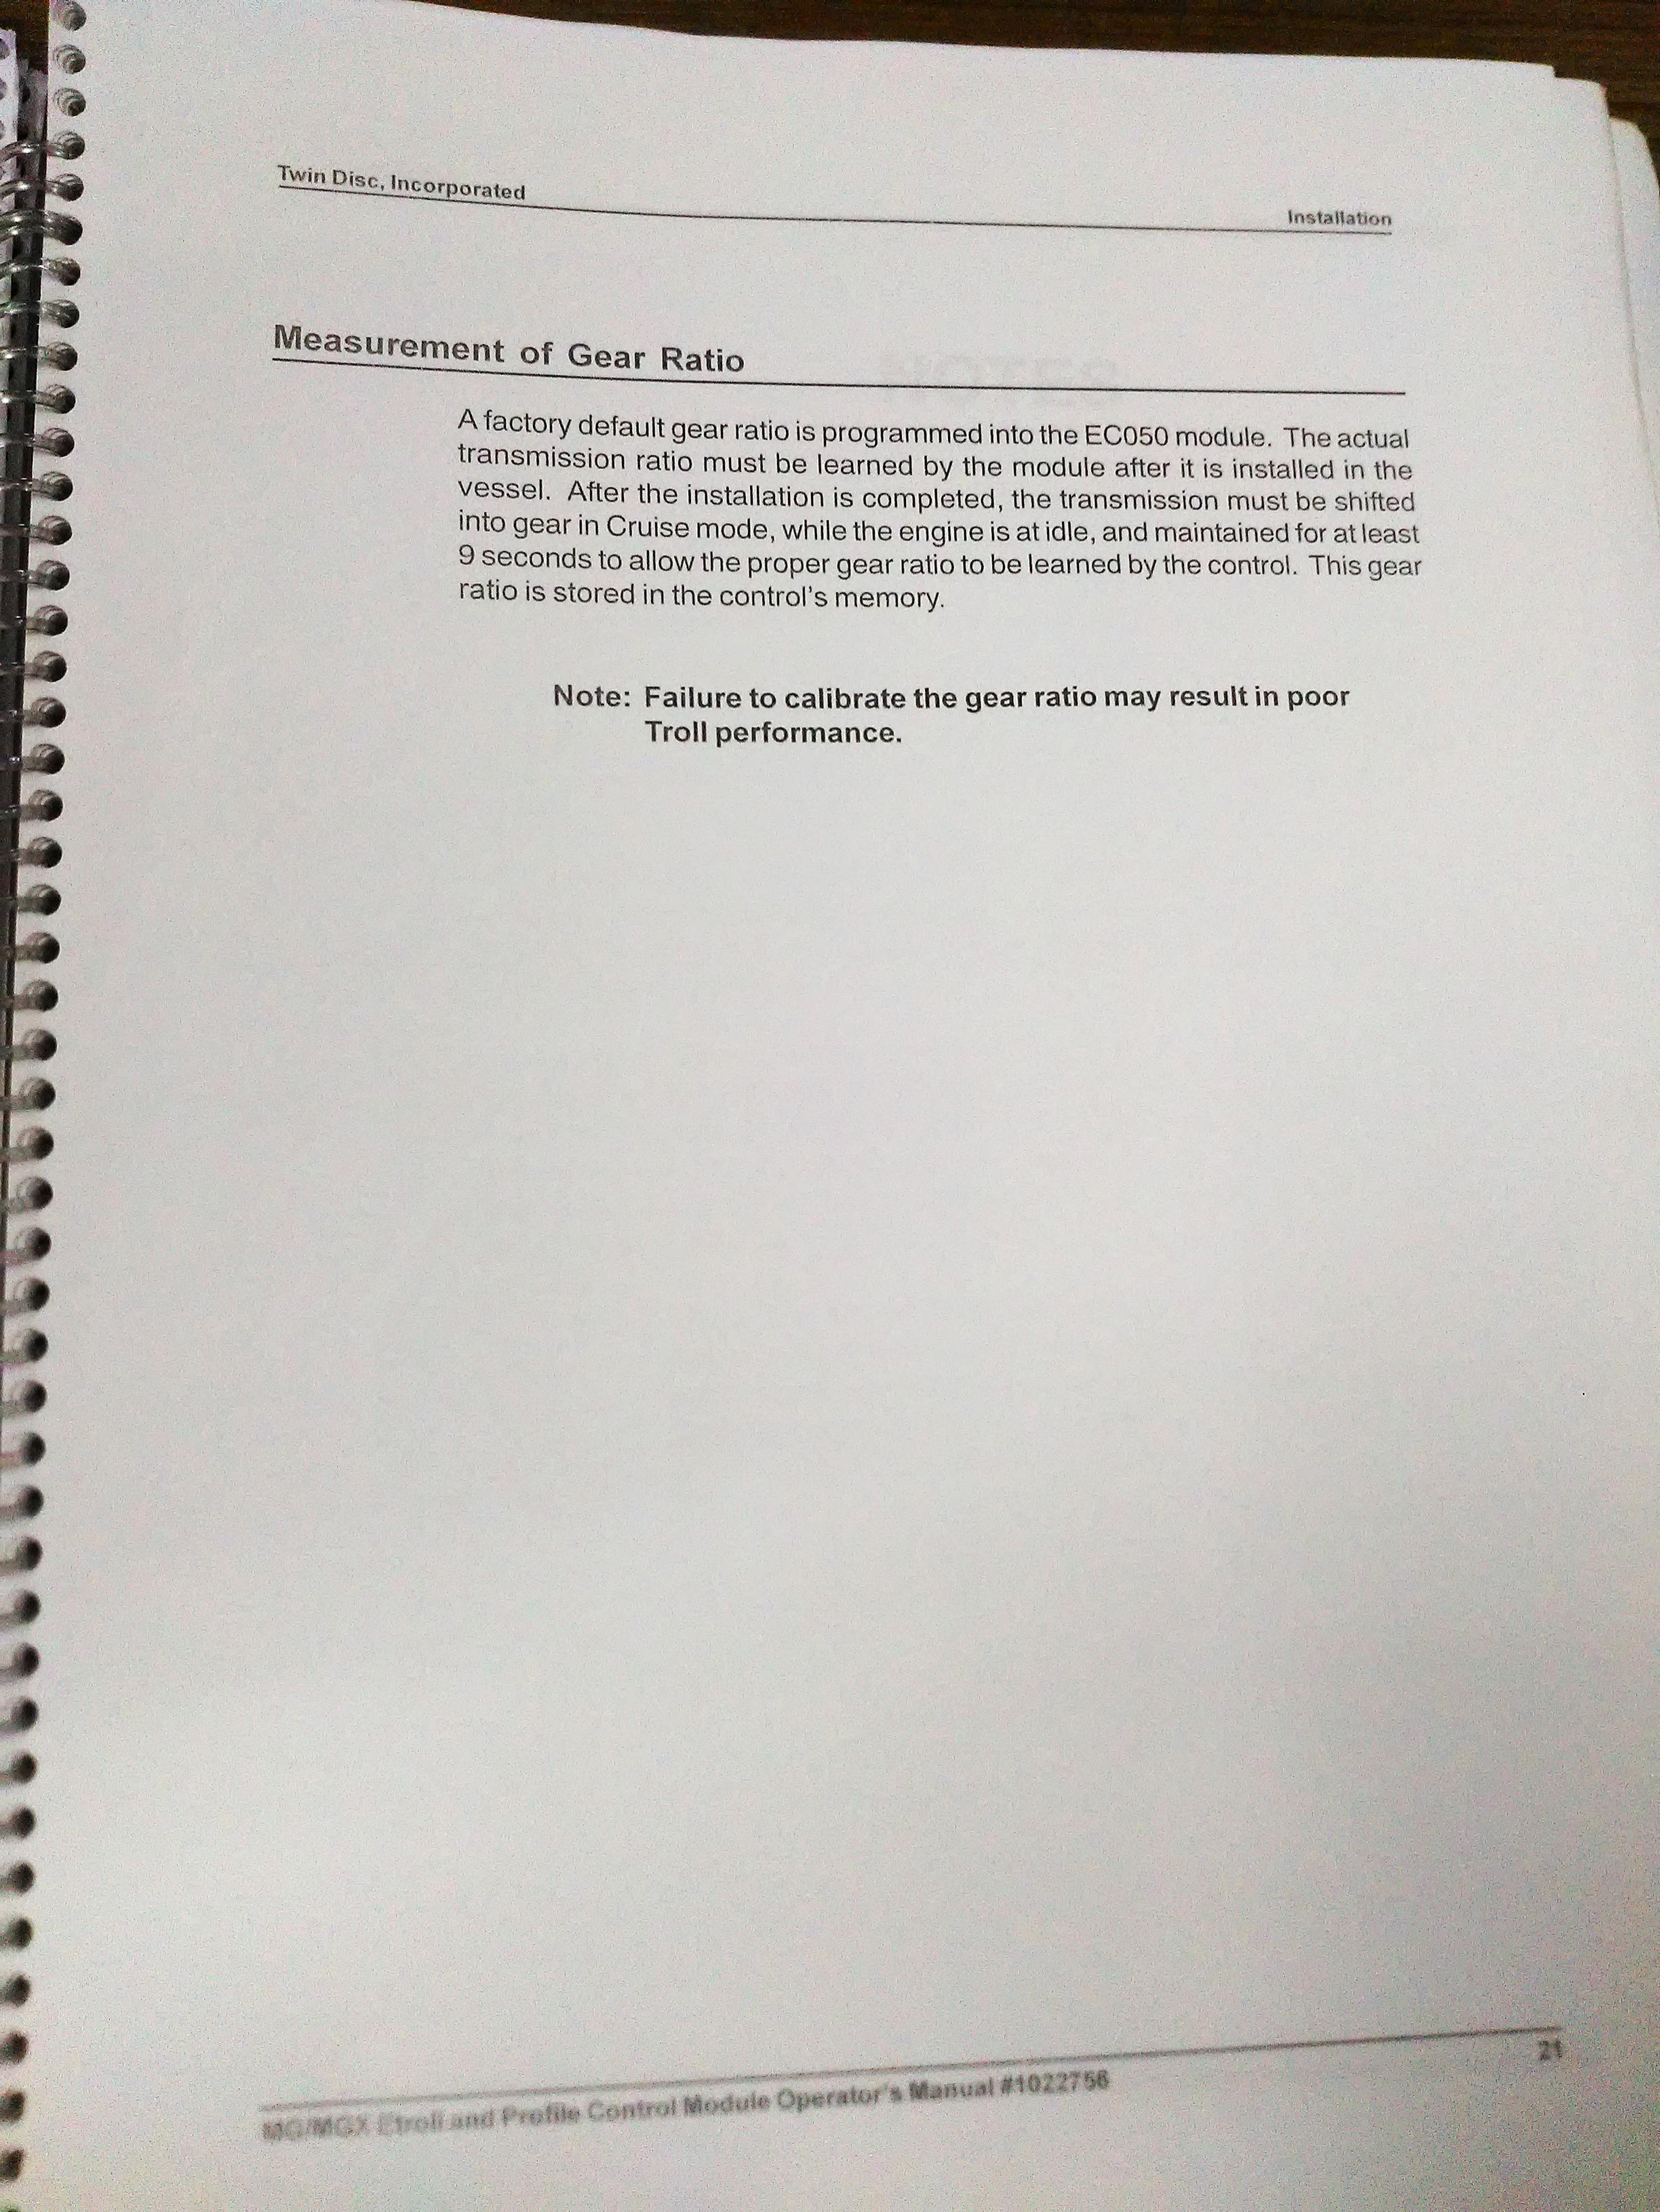 Twin Disc, Incorporated
Installation
Measurement of Gear Ratio
A factory default gear ratio is programmed into the EC050 module. The actual
transmission ratio must be learned by the module after it is installed in the
vessel. After the installation is completed, the transmission must be shifted
into gear in Cruise mode, while the engine is at idle, and maintained for at least
9 seconds to allow the proper gear ratio to be learned by the control. This gear
ratio is stored in the control's memory.
Note: Failure to calibrate the gear ratio may result in poor
Troll performance.
21
MG/MGX Etroll and Profile Control Module Operator's Manual #1022756